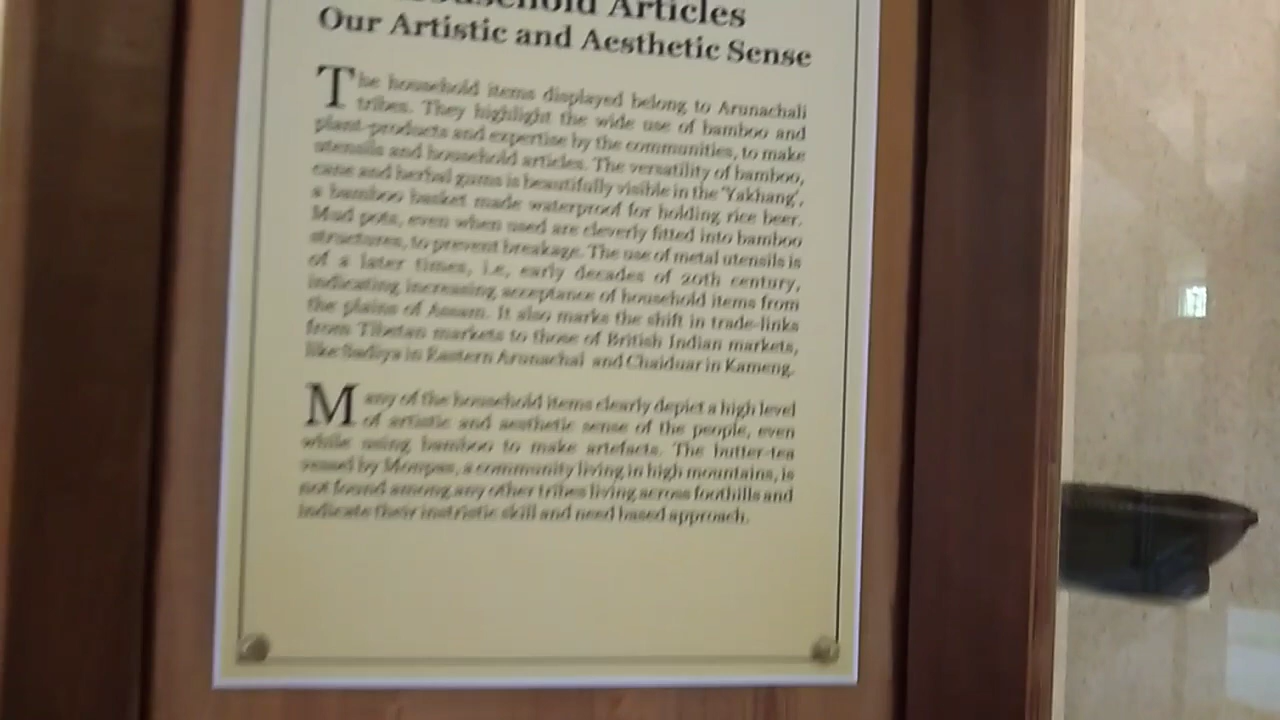 Household Articles
Our Artistic and Aesthetic Sense
The household items displayed belong to Arunachali
tribes. They highlight the wide use of bamboo and
plant-products and expertise by the communities, to make
utensils and household articles. The versatility of bamboo,
cane and herbal gums is beautifully visible in the 'Yakhang',
a bamboo basket made waterproof for holding rice beer.
Mud pots, even when used are cleverly fitted into bamboo
structures, to prevent breakage. The use of metal utensils is
of a later times, i.e, early decades of 20th century,
indicating increasing acceptance of household items from
the plains of Assam. It also marks the shift in trade-links
from Tibetan markets to those of British Indian markets,
like Sadiya in Eastern Arunachal and Chaiduar in Kameng.
Many of the household items clearly depict a high level
of artistic and aesthetic sense of the people, even
while using bamboo to make artefacts. The butter-tea
vessel by Monpas, a community living in high mountains, is
not found among any other tribes living across foothills and
indicate their skill and need based approach.